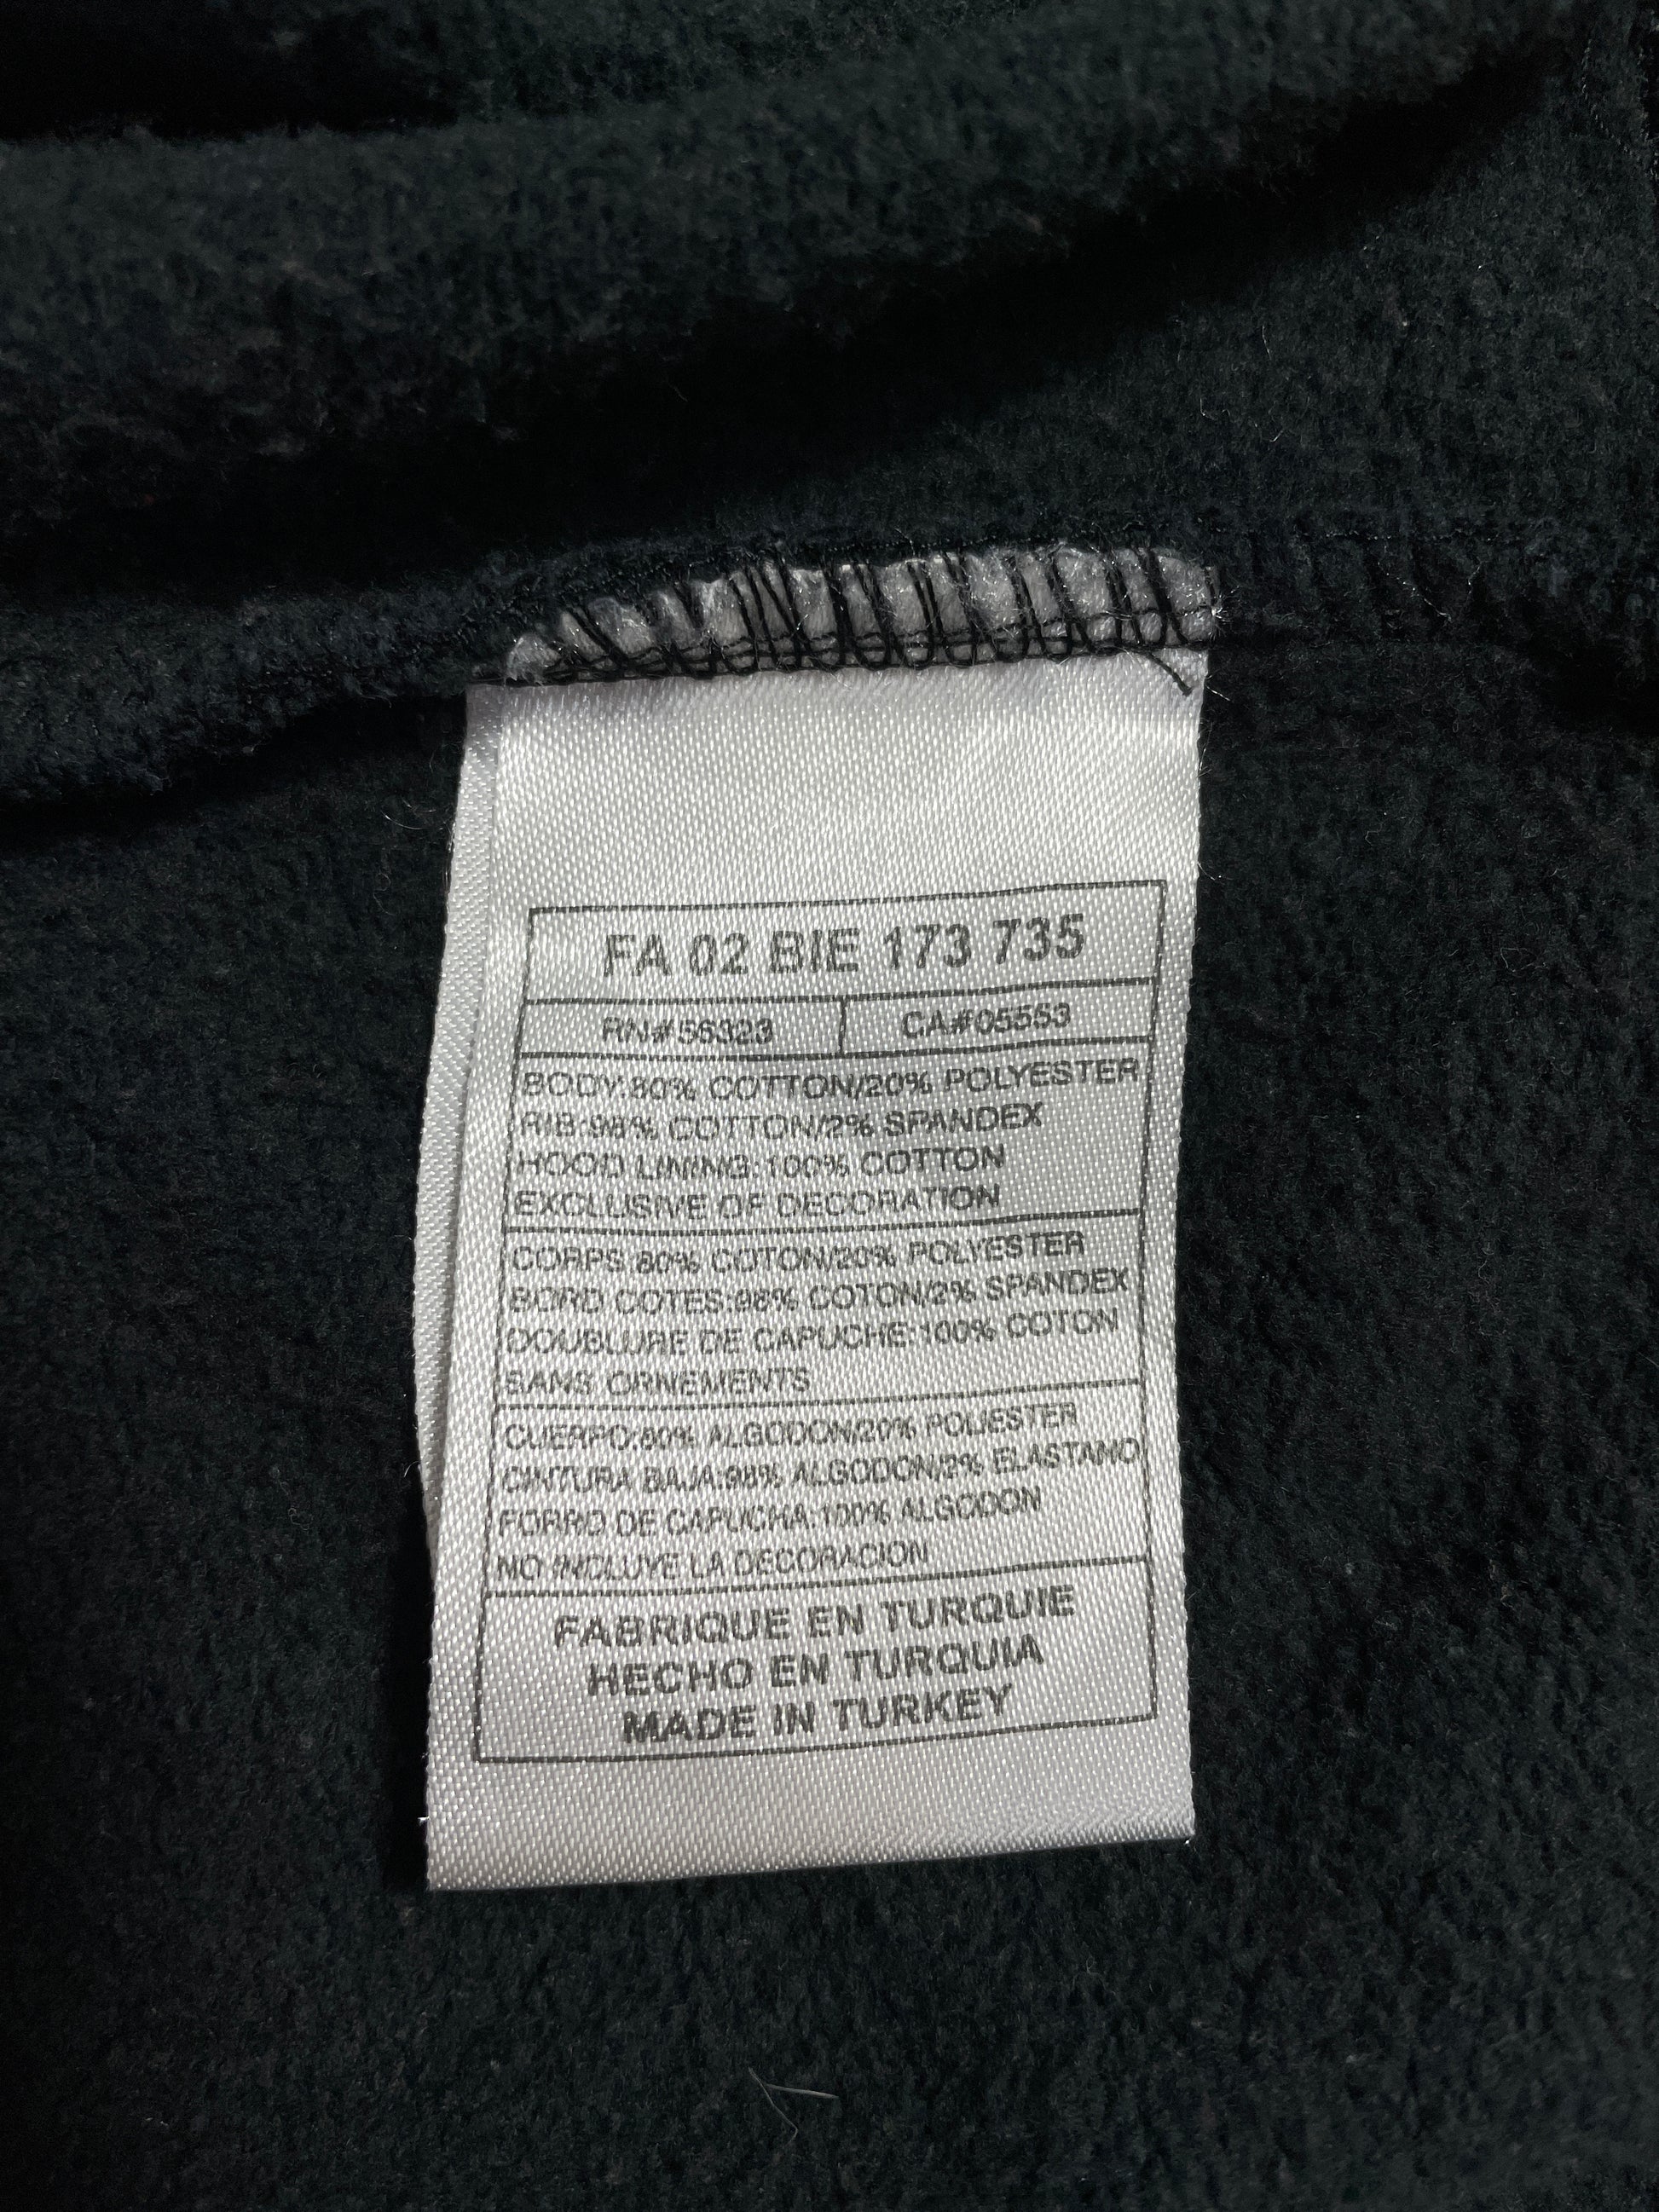 FA 02 BIE 173 735
RN#56323 CA#05553
BODY:80% COTTON/20% POLYESTER
RIB:98% COTTON/2% SPANDEX
HOOD LINING:100% COTTON
EXCLUSIVE OF DECORATION
CORPS:80% COTON/20% POLYESTER
BORD COTES:98% COTON/2% SPANDEX
DOUBLURE DE CAPUCHE:100% COTON
SANS ORNEMENTS
CUERPO:80% ALGODON/20% POLIESTER
CINTURA BAJA:98% ALGODON/2% ELASTANO
FORRO DE CAPUCHA:100% ALGODON
NO INCLUYE LA DECORACION
FABRIQUE EN TURQUIE
HECHO EN TURQUIA
MADE IN TURKEY